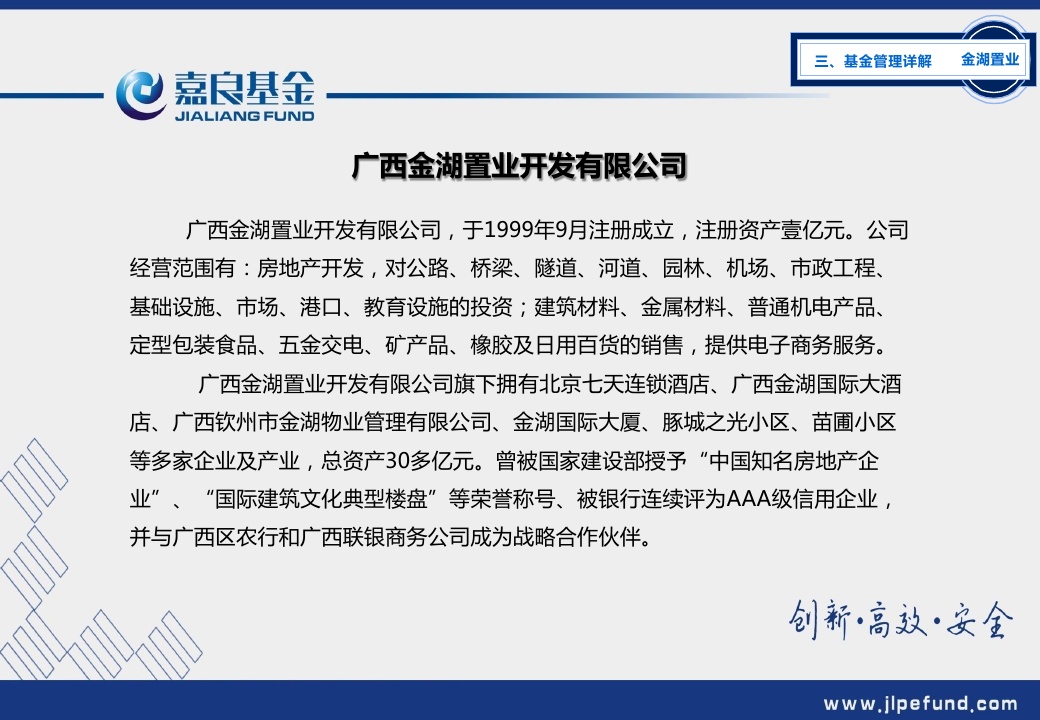 三、基金管理详解 金湖置业
嘉良基金
JIALIANG FUND
广西金湖置业开发有限公司
广西金湖置业开发有限公司，于1999年9月注册成立，注册资产壹亿元。公司
经营范围有：房地产开发，对公路、桥梁、隧道、河道、园林、机场、市政工程、
基础设施、市场、港口、教育设施的投资；建筑材料、金属材料、普通机电产品、
定型包装食品、五金交电、矿产品、橡胶及日用百货的销售，提供电子商务服务。
广西金湖置业开发有限公司旗下拥有北京七天连锁酒店、广西金湖国际大酒
店、广西钦州市金湖物业管理有限公司、金湖国际大厦、豚城之光小区、苗圃小区
等多家企业及产业，总资产30多亿元。曾被国家建设部授予“中国知名房地产企
业”、“国际建筑文化典型楼盘”等荣誉称号、被银行连续评为AAA级信用企业，
并与广西区农行和广西联银商务公司成为战略合作伙伴。
创新·高效·安全
www.jlpefund.com